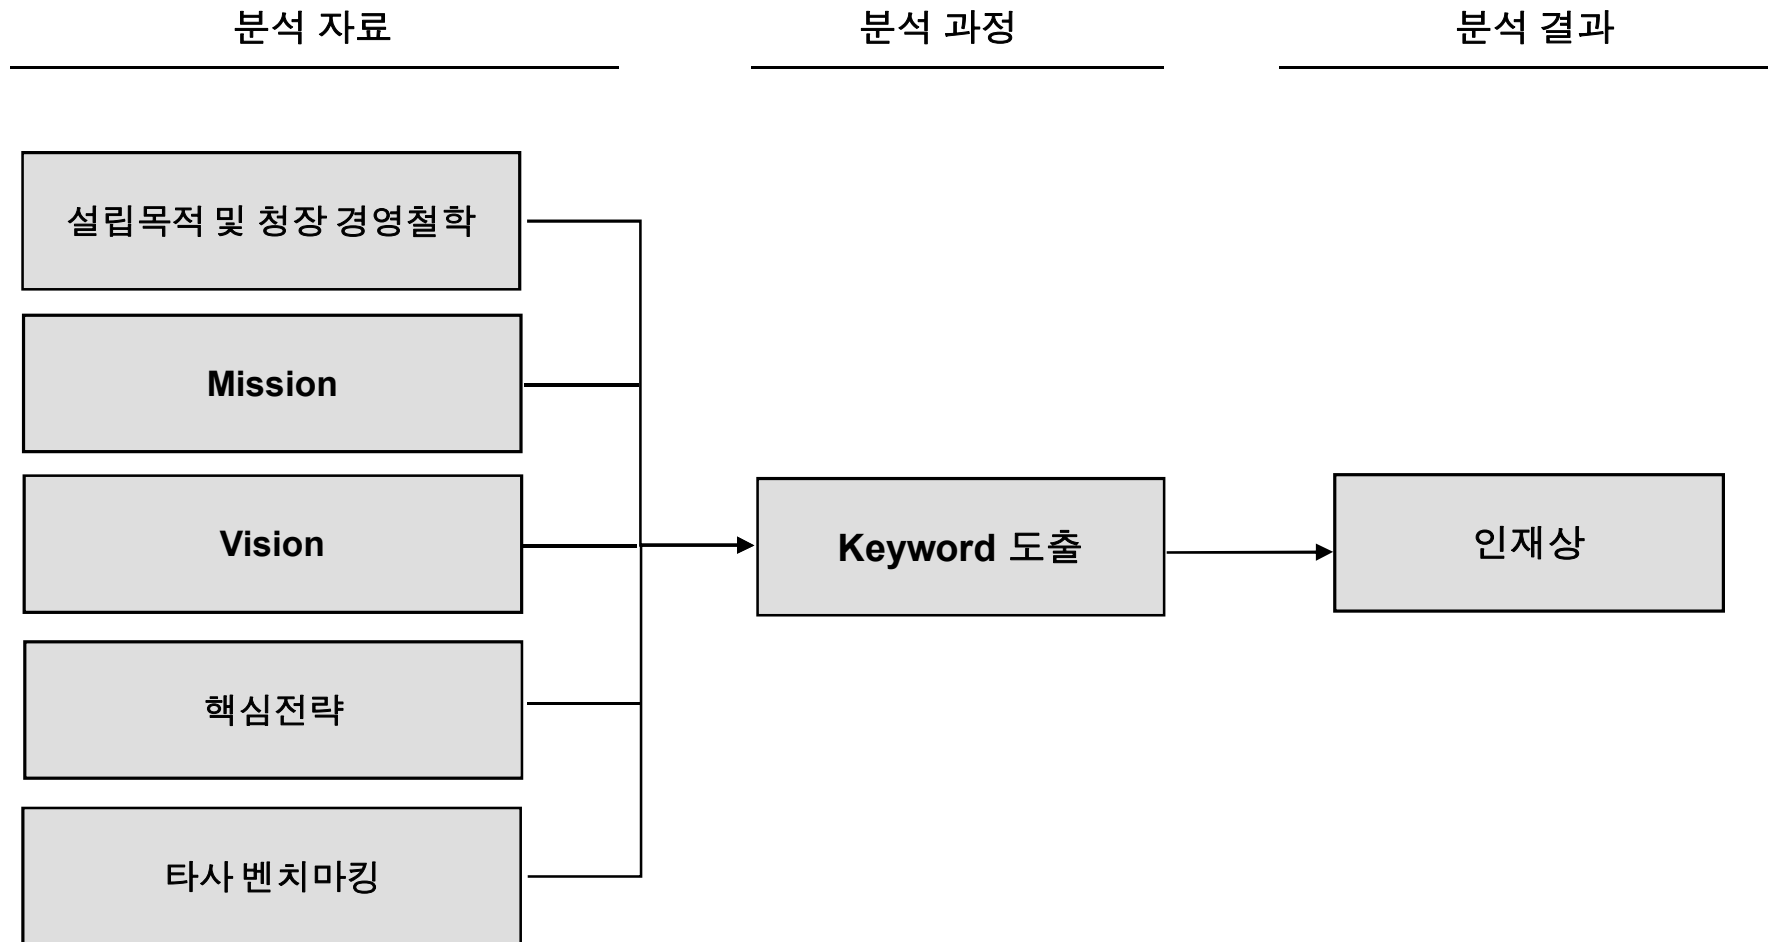 분석 자료
분석 과정
분석 결과
설립목적 및 청장 경영철학
Mission
Vision
핵심전략
타사 벤치마킹
Keyword 도출
인재상